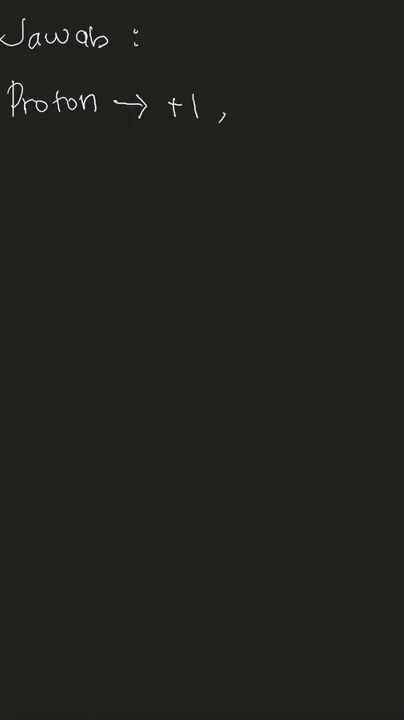 Jawab :
Proton → +1 ,